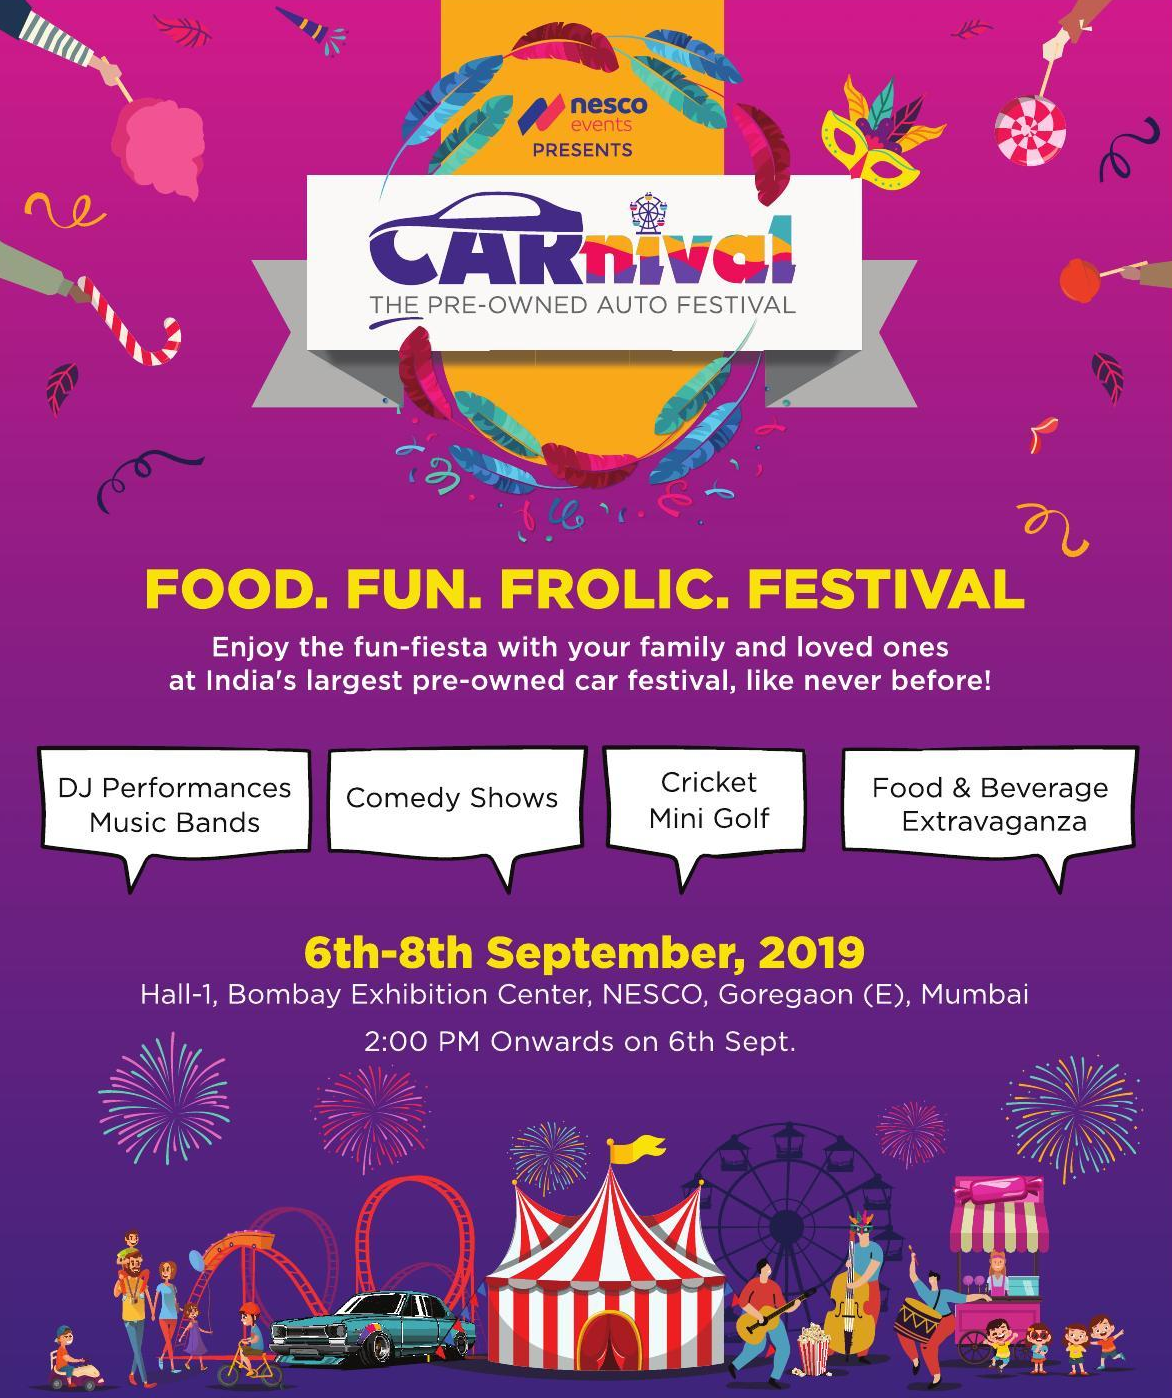 nesco
events
PRESENTS
CARnival
THE PRE-OWNED AUTO FESTIVAL
FOOD. FUN. FROLIC. FESTIVAL
Enjoy the fun-fiesta with your family and loved ones
at India's largest pre-owned car festival, like never before!
DJ Performances
Music Bands
Comedy Shows
Cricket
Mini Golf
Food & Beverage
Extravaganza
6th-8th September, 2019
Hall-1, Bombay Exhibition Center, NESCO, Goregaon (E), Mumbai
2:00 PM Onwards on 6th Sept.